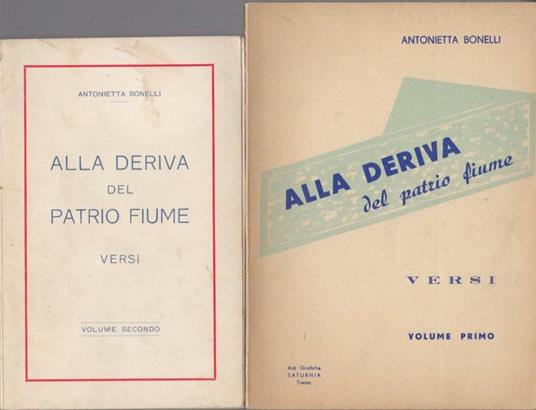 ANTONIETTA BONELLI
ALLA DERIVA
DEL
PATRIO FIUME
VERSI
VOLUME SECONDO
ANTONIETTA BONELLI
ALLA DERIVA
del patrio fiume
VERSI
VOLUME PRIMO
Arti Grafiche
SATURNIA
Trento